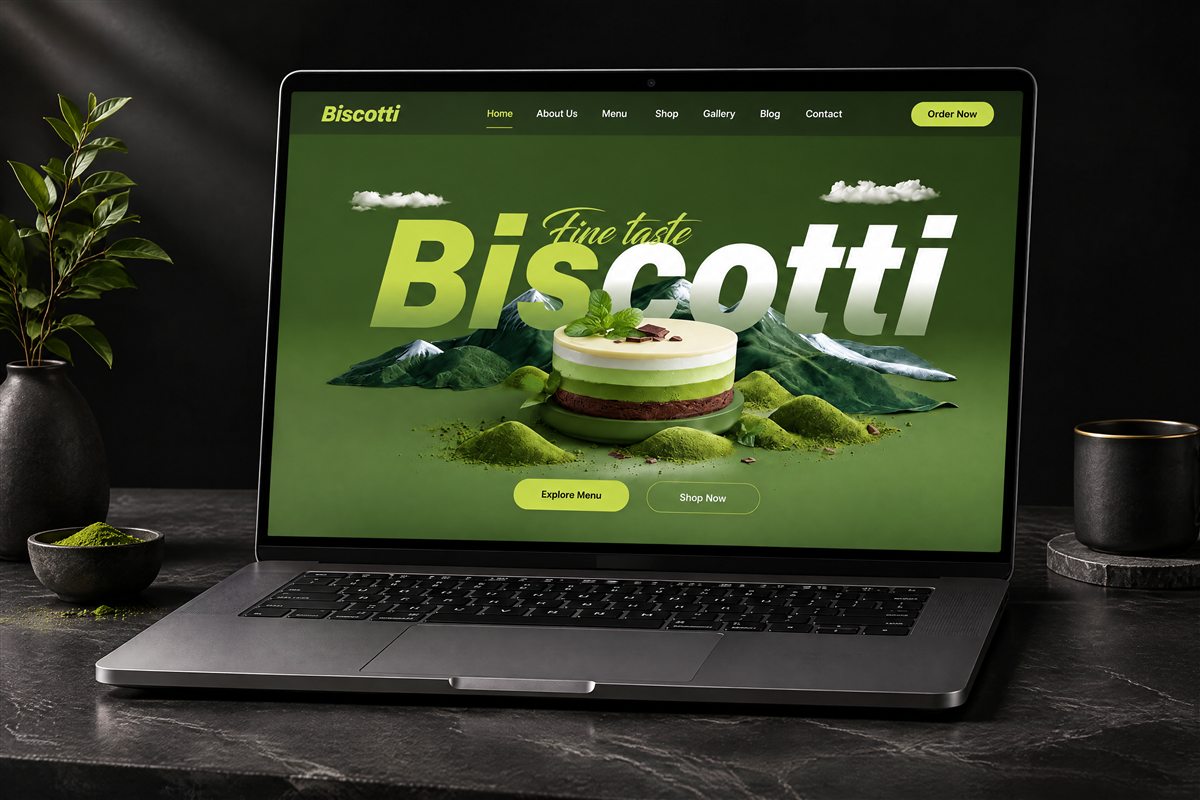 Biscotti
Home About Us Menu Shop Gallery Blog Contact
Order Now
Fine taste
Biscotti
Explore Menu
Shop Now